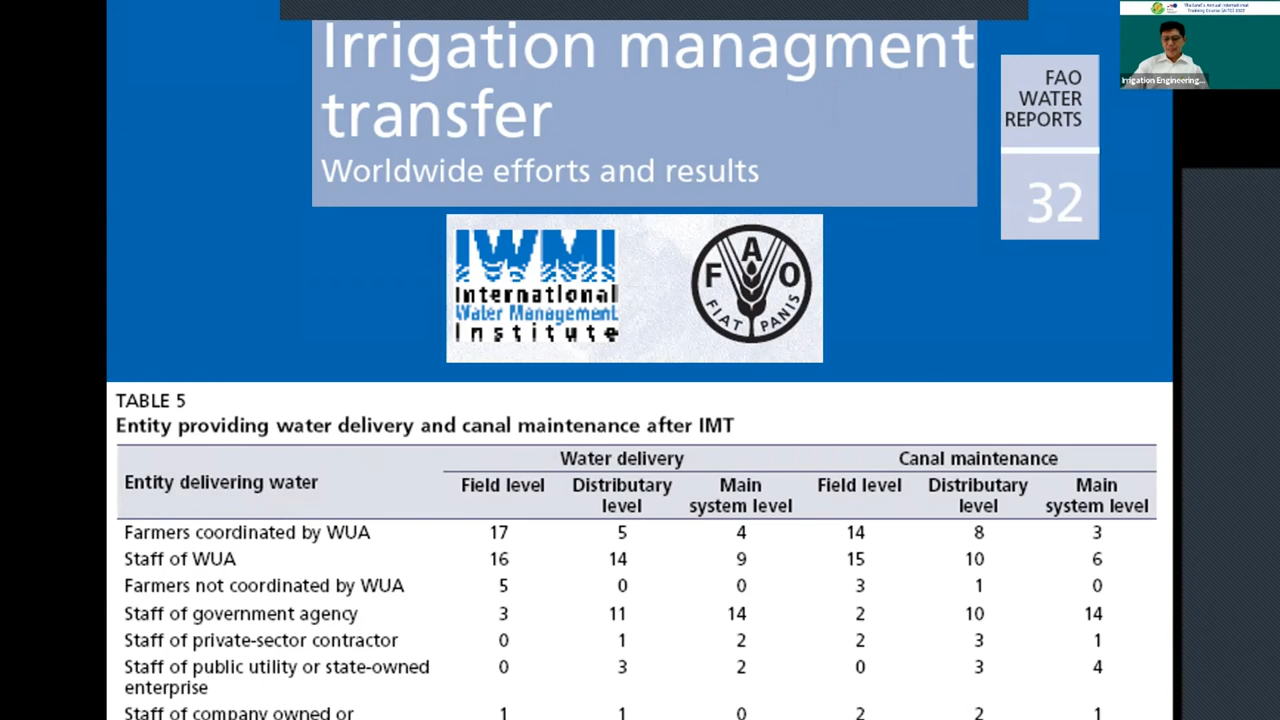 Irrigation managment
transfer
Worldwide efforts and results
FAO
WATER
REPORTS
32
IWMI
International
Water Management
Institute
F A O
FIAT PANIS
Training Course (AITC) 2023
Irrigation Engineering...
TABLE 5
Entity providing water delivery and canal maintenance after IMT
Entity delivering water
Water delivery Canal maintenance
Field level Distributary level Main system level Field level Distributary level Main system level
Farmers coordinated by WUA 17 5 4 14 8 3
Staff of WUA 16 14 9 15 10 6
Farmers not coordinated by WUA 5 0 0 3 1 0
Staff of government agency 3 11 14 2 10 14
Staff of private-sector contractor 0 1 2 2 3 1
Staff of public utility or state-owned 0 3 2 0 3 4
enterprise
Staff of company owned or 1 1 0 2 2 1